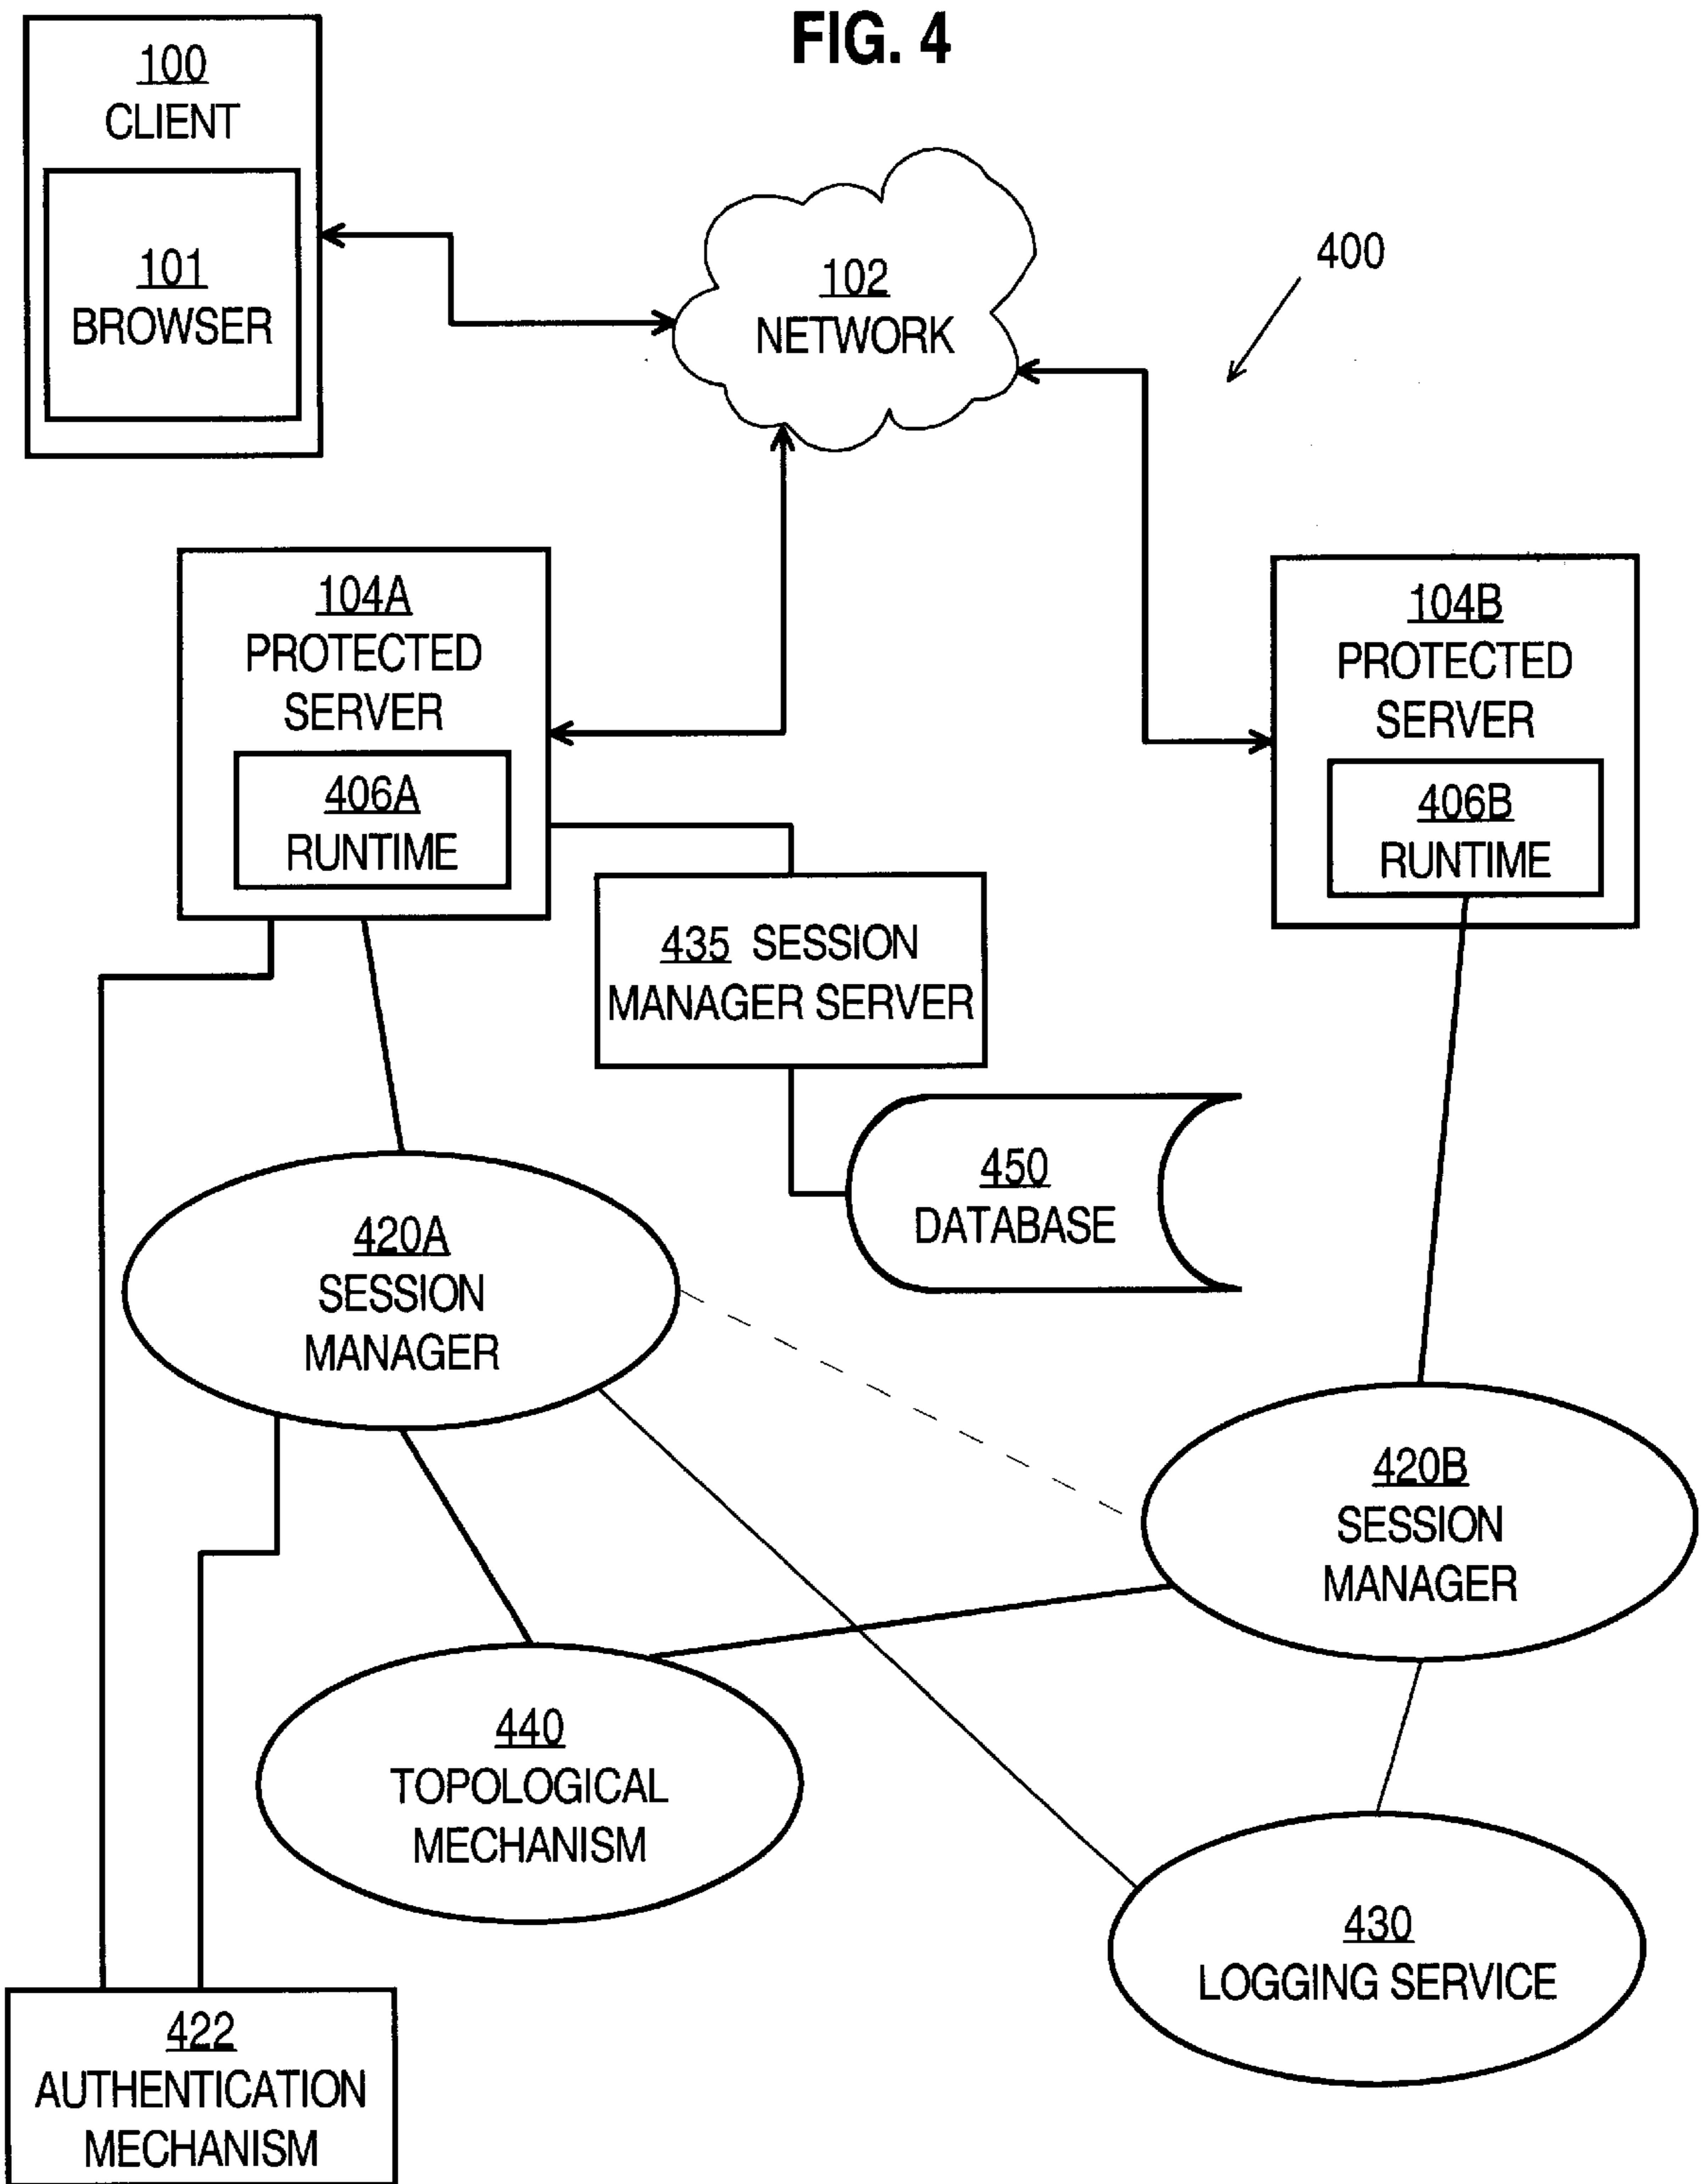 FIG. 4
100
CLIENT
101
BROWSER
102
NETWORK
400
104A
PROTECTED
SERVER
406A
RUNTIME
104B
PROTECTED
SERVER
406B
RUNTIME
435 SESSION
MANAGER SERVER
450
DATABASE
420A
SESSION
MANAGER
420B
SESSION
MANAGER
440
TOPOLOGICAL
MECHANISM
430
LOGGING SERVICE
422
AUTHENTICATION
MECHANISM